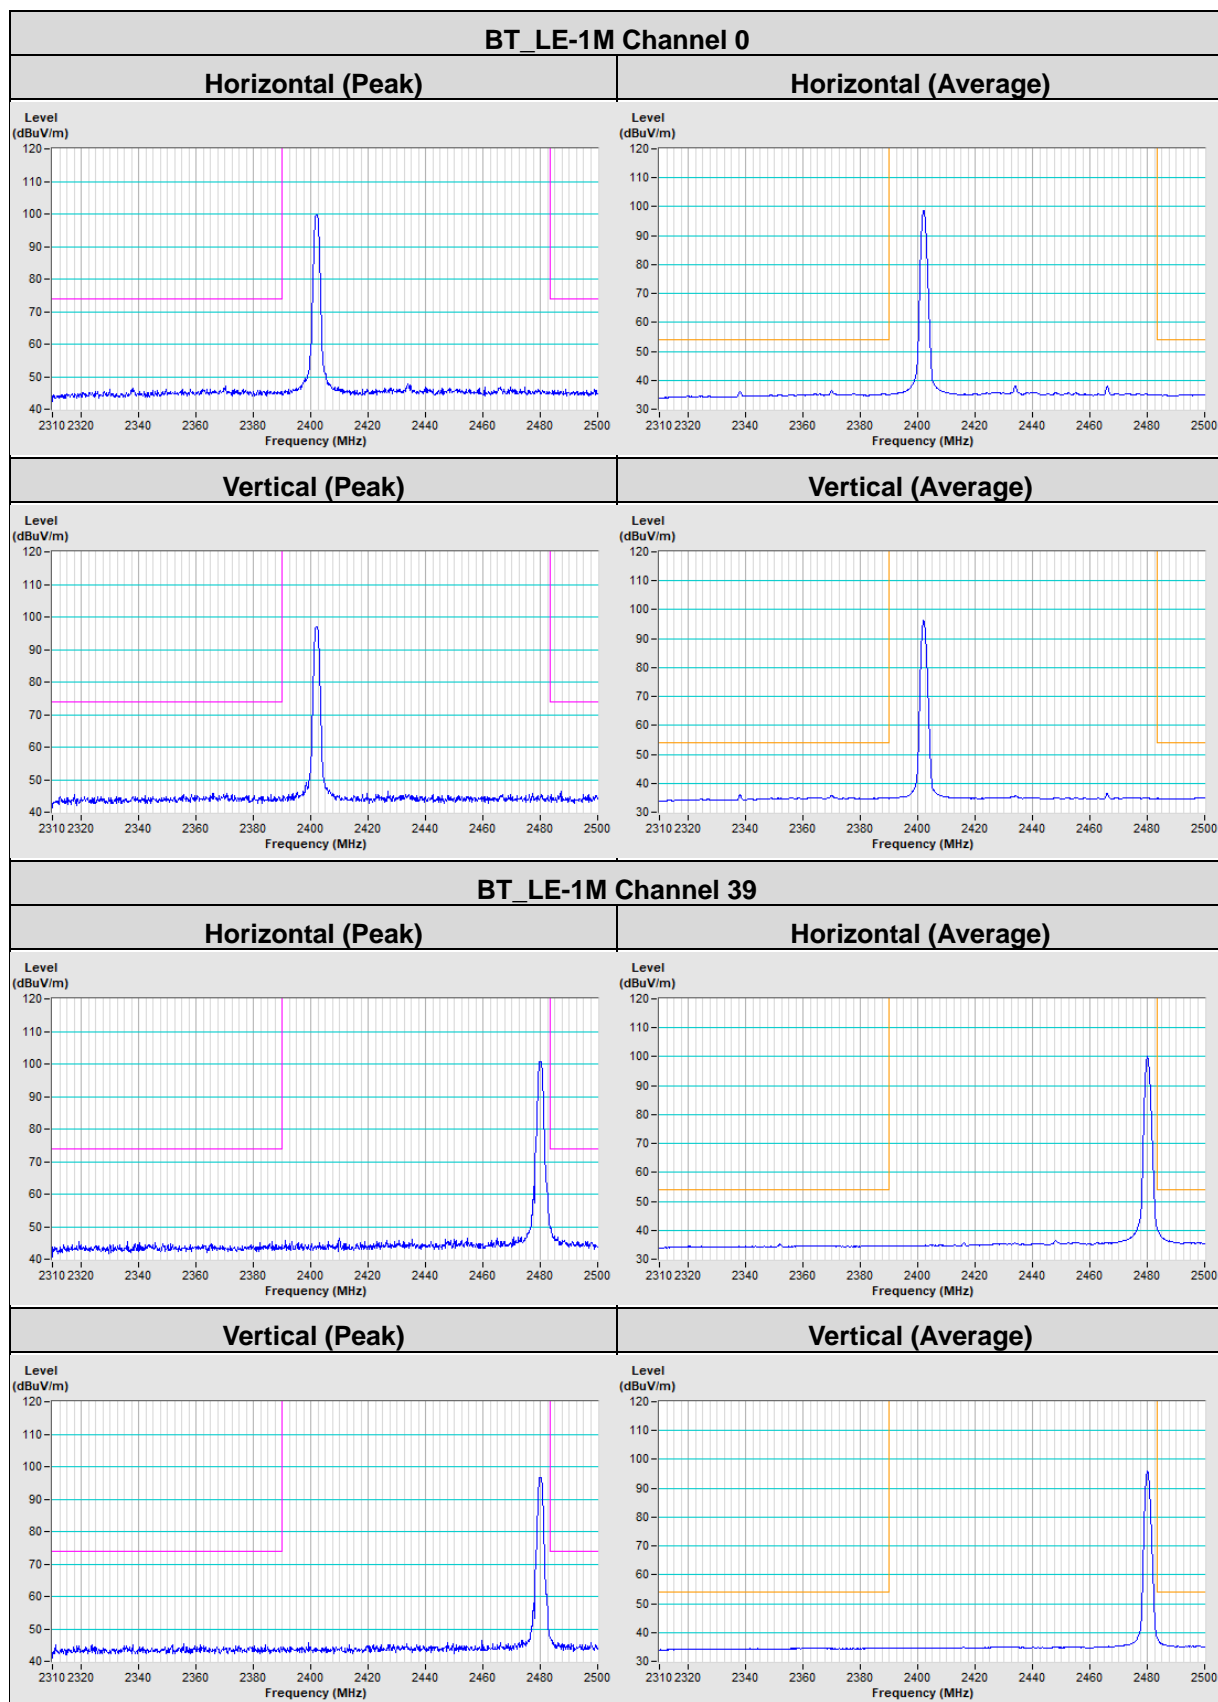 BT_LE-1M Channel 0
Horizontal (Peak) Horizontal (Average)
Level Level
(dBuV/m) (dBuV/m)
120 120
110 110
100 100
90 90
80 80
70 70
60 60
50 50
40 40
30
2310 2320 2340 2360 2380 2400 2420 2440 2460 2480 2500 2310 2320 2340 2360 2380 2400 2420 2440 2460 2480 2500
Frequency (MHz) Frequency (MHz)
Vertical (Peak) Vertical (Average)
Level Level
(dBuV/m) (dBuV/m)
120 120
110 110
100 100
90 90
80 80
70 70
60 60
50 50
40 40
30
2310 2320 2340 2360 2380 2400 2420 2440 2460 2480 2500 2310 2320 2340 2360 2380 2400 2420 2440 2460 2480 2500
Frequency (MHz) Frequency (MHz)
BT_LE-1M Channel 39
Horizontal (Peak) Horizontal (Average)
Level Level
(dBuV/m) (dBuV/m)
120 120
110 110
100 100
90 90
80 80
70 70
60 60
50 50
40 40
30
2310 2320 2340 2360 2380 2400 2420 2440 2460 2480 2500 2310 2320 2340 2360 2380 2400 2420 2440 2460 2480 2500
Frequency (MHz) Frequency (MHz)
Vertical (Peak) Vertical (Average)
Level Level
(dBuV/m) (dBuV/m)
120 120
110 110
100 100
90 90
80 80
70 70
60 60
50 50
40 40
30
2310 2320 2340 2360 2380 2400 2420 2440 2460 2480 2500 2310 2320 2340 2360 2380 2400 2420 2440 2460 2480 2500
Frequency (MHz) Frequency (MHz)